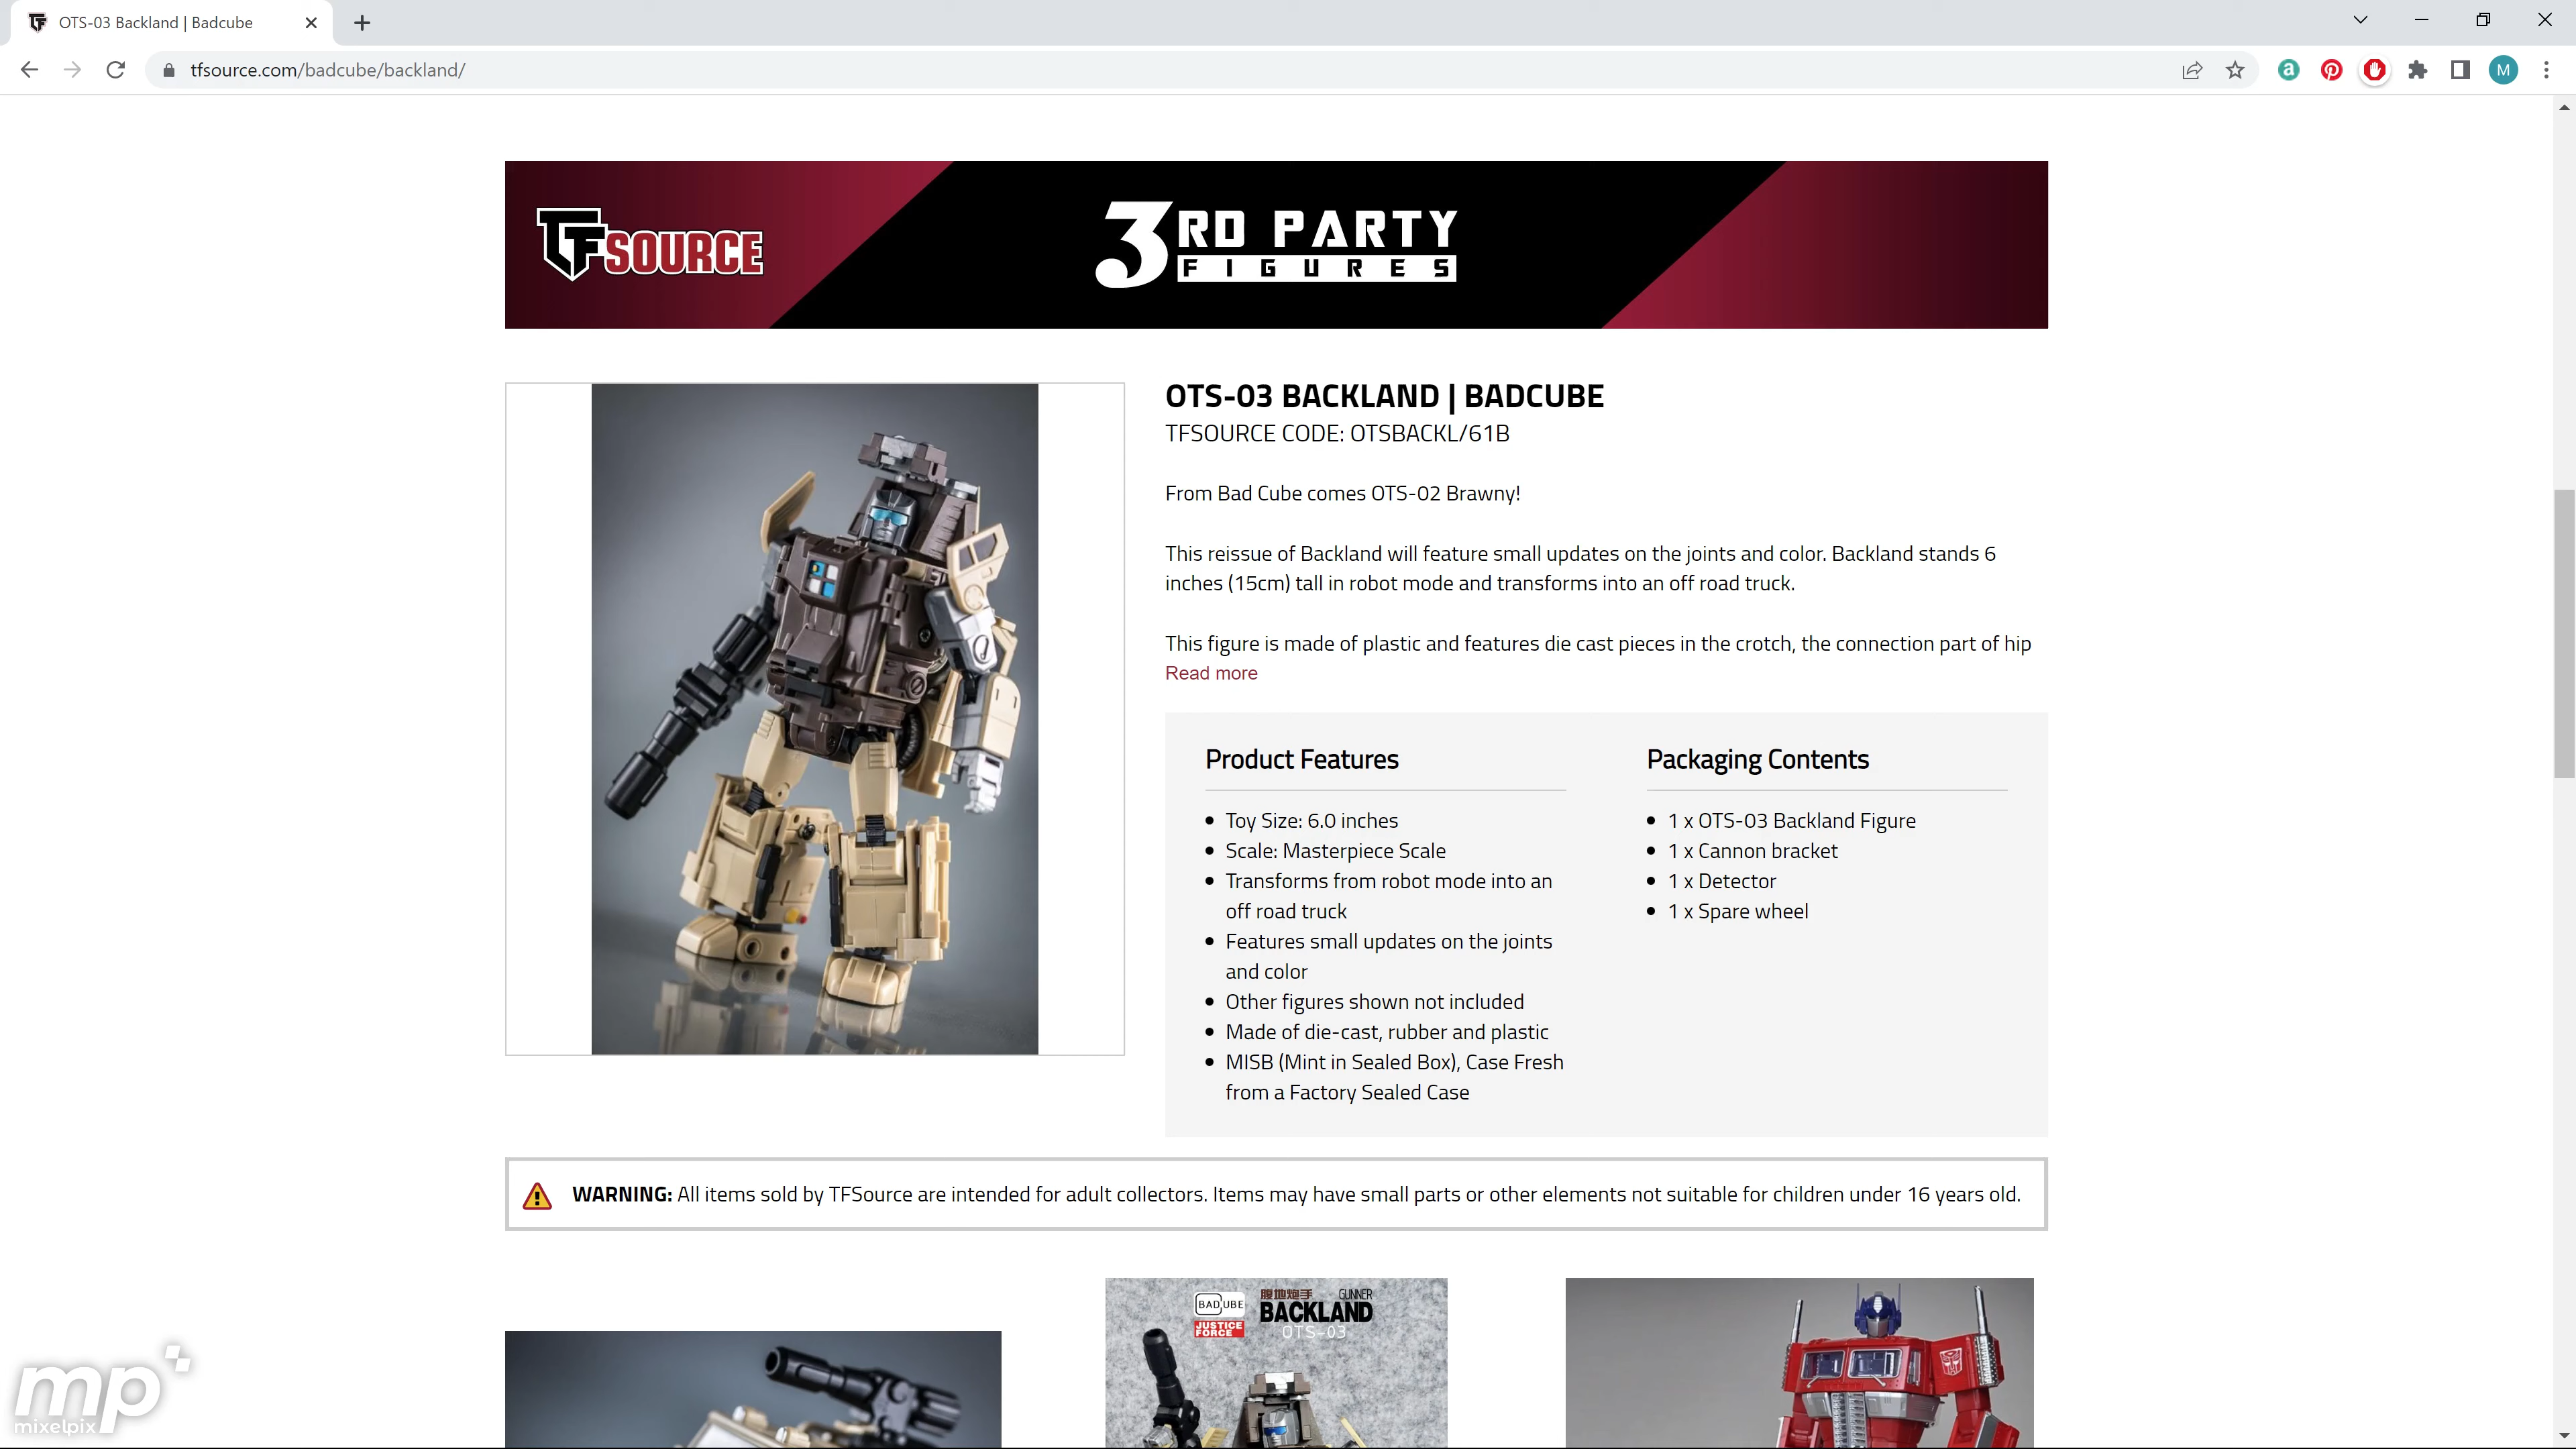 OTS-03 Backland | Badcube
tfsource.com/badcube/backland/
TFSOURCE
3RD PARTY
FIGURES
OTS-03 BACKLAND | BADCUBE
TFSOURCE CODE: OTSBACKL/61B
From Bad Cube comes OTS-02 Brawny!
This reissue of Backland will feature small updates on the joints and color. Backland stands 6
inches (15cm) tall in robot mode and transforms into an off road truck.
This figure is made of plastic and features die cast pieces in the crotch, the connection part of hip
Read more
Product Features
Toy Size: 6.0 inches
Scale: Masterpiece Scale
Transforms from robot mode into an
off road truck
Features small updates on the joints
and color
Other figures shown not included
Made of die-cast, rubber and plastic
MISB (Mint in Sealed Box), Case Fresh
from a Factory Sealed Case
Packaging Contents
1 x OTS-03 Backland Figure
1 x Cannon bracket
1 x Detector
1 x Spare wheel
WARNING: All items sold by TFSource are intended for adult collectors. Items may have small parts or other elements not suitable for children under 16 years old.
BADCUBE
JUSTICE
FORCE
腹地炮手 GUNNER
BACKLAND
OTS-03
mp
mixelpix
M